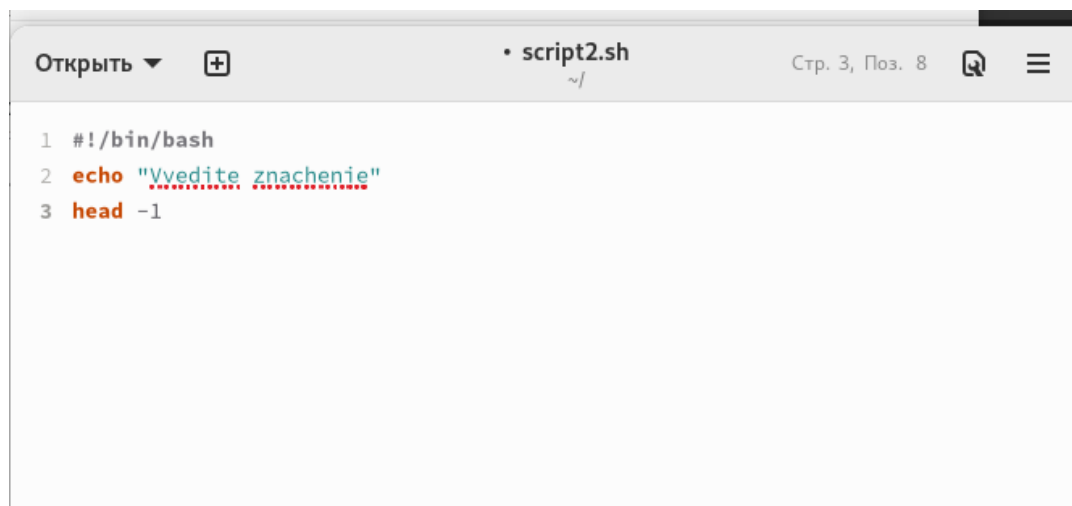 Открыть
• script2.sh
~/
Стр. 3, Поз. 8
1 #!/bin/bash
2 echo "Vvedite znachenie"
3 head -1